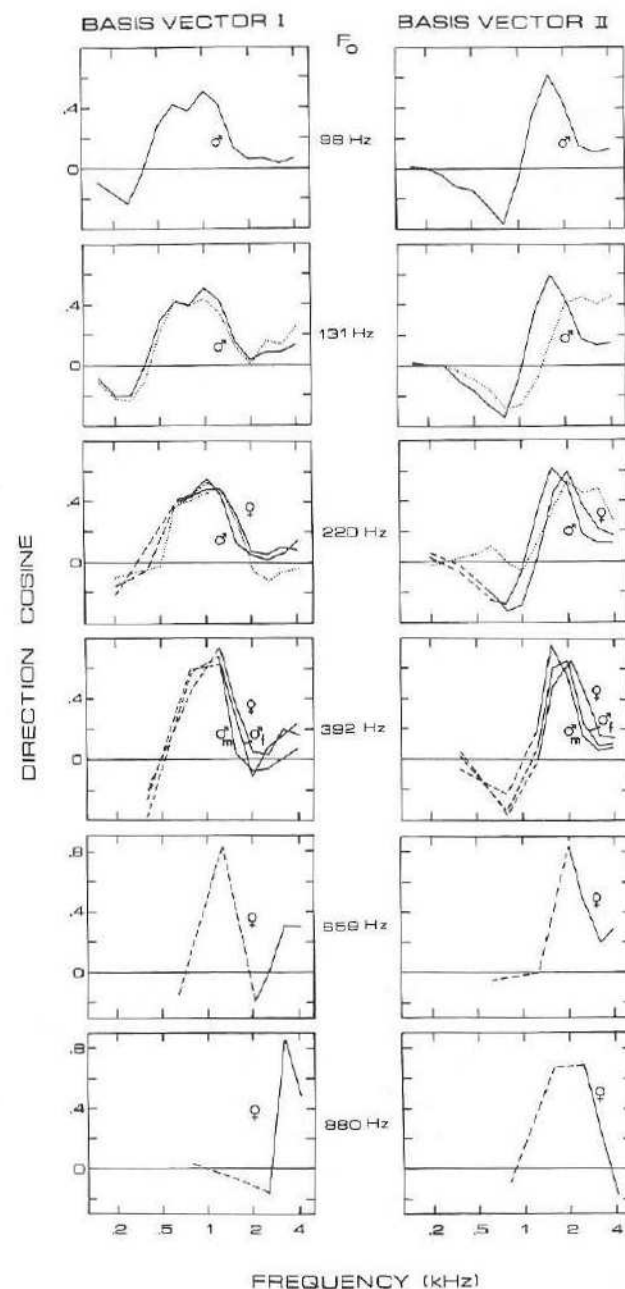 BASIS VECTOR I
F₀
BASIS VECTOR II
.4
0
♂
98 Hz
♂
.4
0
♂
131 Hz
♂
.4
0
♀
♂
220 Hz
♀
♂
.4
0
♀
♂m
♂f
392 Hz
♀
♂m
♂f
.8
.4
0
♀
659 Hz
♀
.8
.4
0
♀
880 Hz
♀
.2 .5 1 2 4
.2 .5 1 2 4
DIRECTION COSINE
FREQUENCY (kHz)